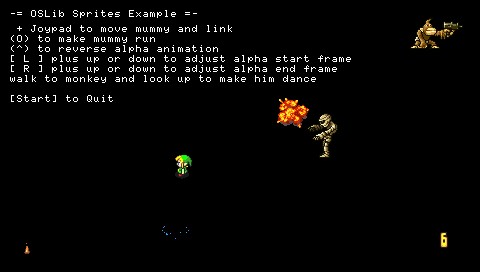 -= OSLib Sprites Example =-
+ Joypad to move mummy and link
(O) to make mummy run
(^) to reverse alpha animation
[ L ] plus up or down to adjust alpha start frame
[ R ] plus up or down to adjust alpha end frame
walk to monkey and look up to make him dance
[Start] to Quit
6